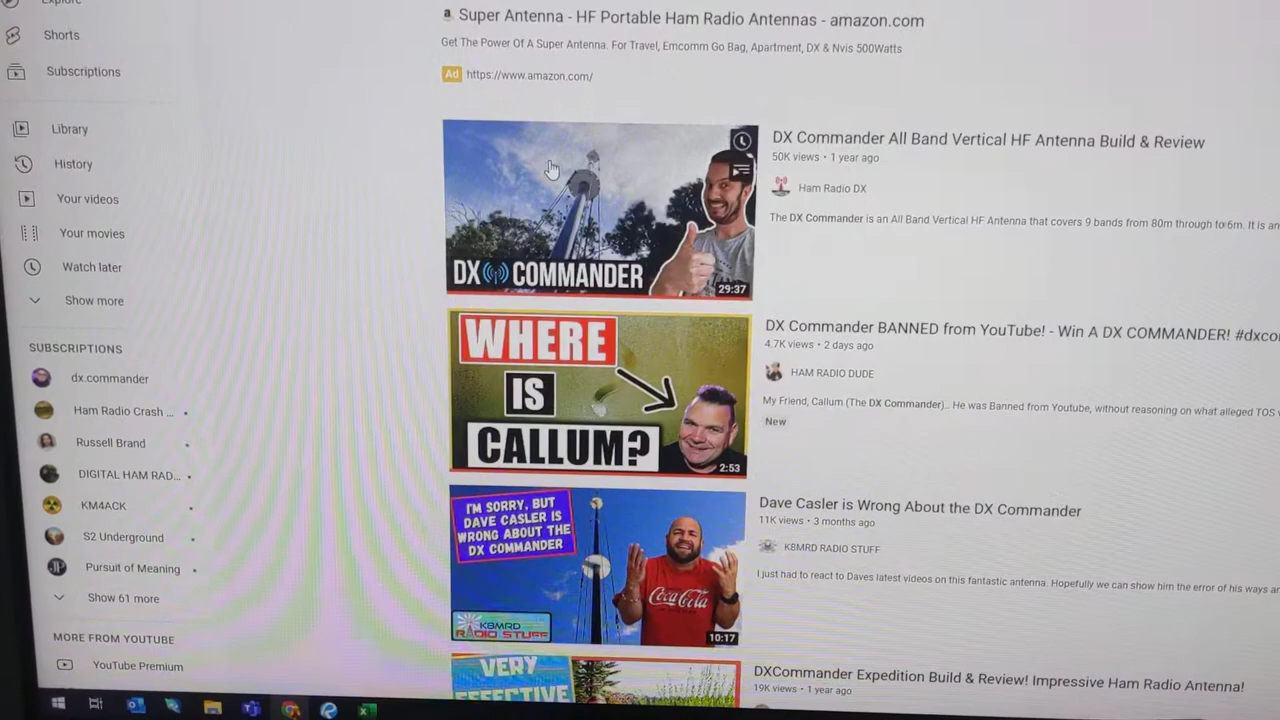 Explore
Shorts
Subscriptions
Library
History
Your videos
Your movies
Watch later
Show more
SUBSCRIPTIONS
dx.commander
Ham Radio Crash ...
Russell Brand
DIGITAL HAM RAD...
KM4ACK
S2 Underground
Pursuit of Meaning
Show 61 more
MORE FROM YOUTUBE
YouTube Premium
a Super Antenna - HF Portable Ham Radio Antennas - amazon.com
Get The Power Of A Super Antenna. For Travel, Emcomm Go Bag, Apartment, DX & Nvis 500Watts
Ad https://www.amazon.com/
DX COMMANDER
29:37
DX Commander All Band Vertical HF Antenna Build & Review
50K views • 1 year ago
Ham Radio DX
The DX Commander is an All Band Vertical HF Antenna that covers 9 bands from 80m through to 6m. It is an
WHERE
IS
CALLUM?
2:53
DX Commander BANNED from YouTube! - Win A DX COMMANDER! #dxco
4.7K views • 2 days ago
HAM RADIO DUDE
My Friend, Callum (The DX Commander).. He was Banned from Youtube, without reasoning on what alleged TOS
New
I'M SORRY, BUT
DAVE CASLER IS
WRONG ABOUT THE
DX COMMANDER
Coca-Cola
K8MRD
RADIO STUFF
10:17
Dave Casler is Wrong About the DX Commander
11K views • 3 months ago
K8MRD RADIO STUFF
I just had to react to Daves latest videos on this fantastic antenna. Hopefully we can show him the error of his ways
VERY
EFFECTIVE
DXCommander Expedition Build & Review! Impressive Ham Radio Antenna!
19K views • 1 year ago